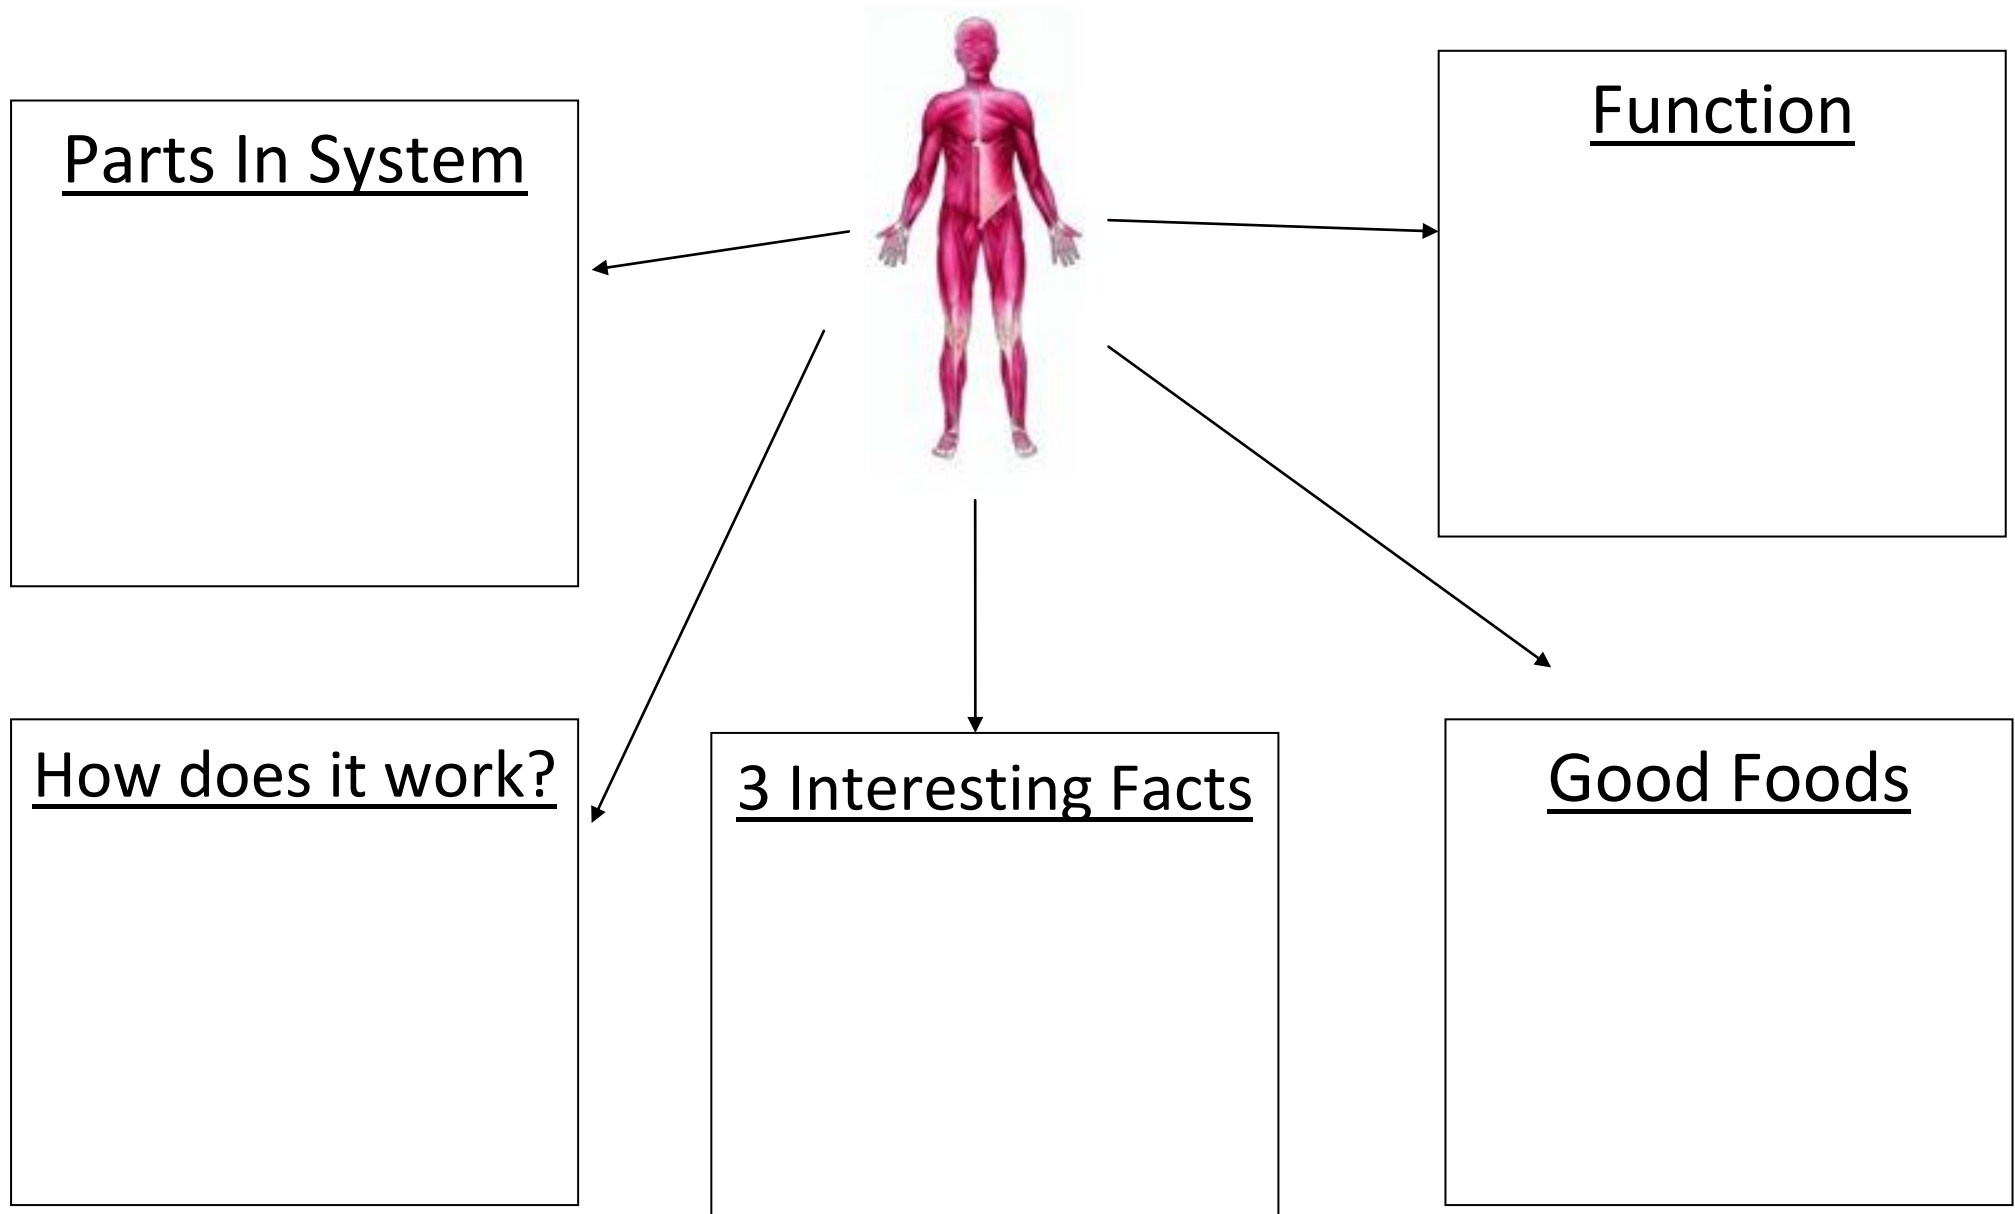 Parts In System
Function
How does it work?
3 Interesting Facts
Good Foods